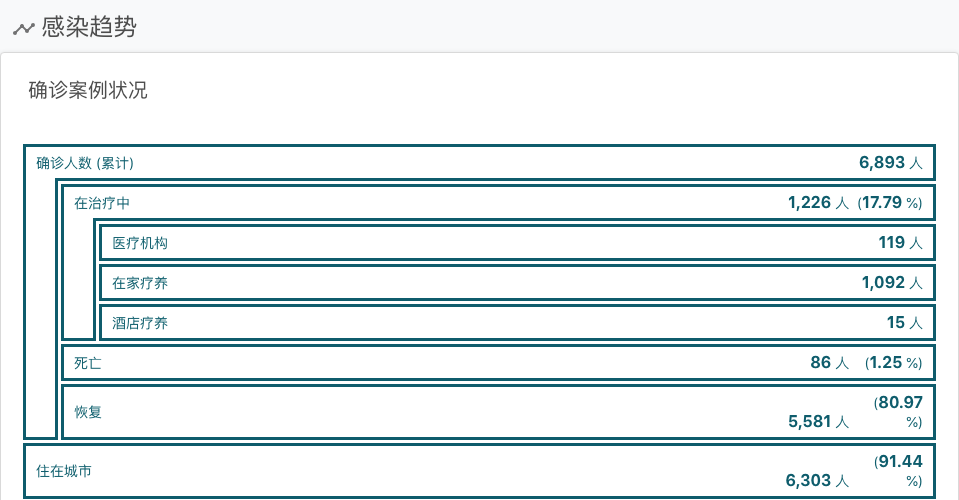 感染趋势
确诊案例状况
确诊人数 (累计) 6,893 人
在治疗中 1,226 人 (17.79 %)
医疗机构 119 人
在家疗养 1,092 人
酒店疗养 15 人
死亡 86 人 (1.25 %)
恢复 5,581 人 (80.97 %)
住在城市 6,303 人 (91.44 %)